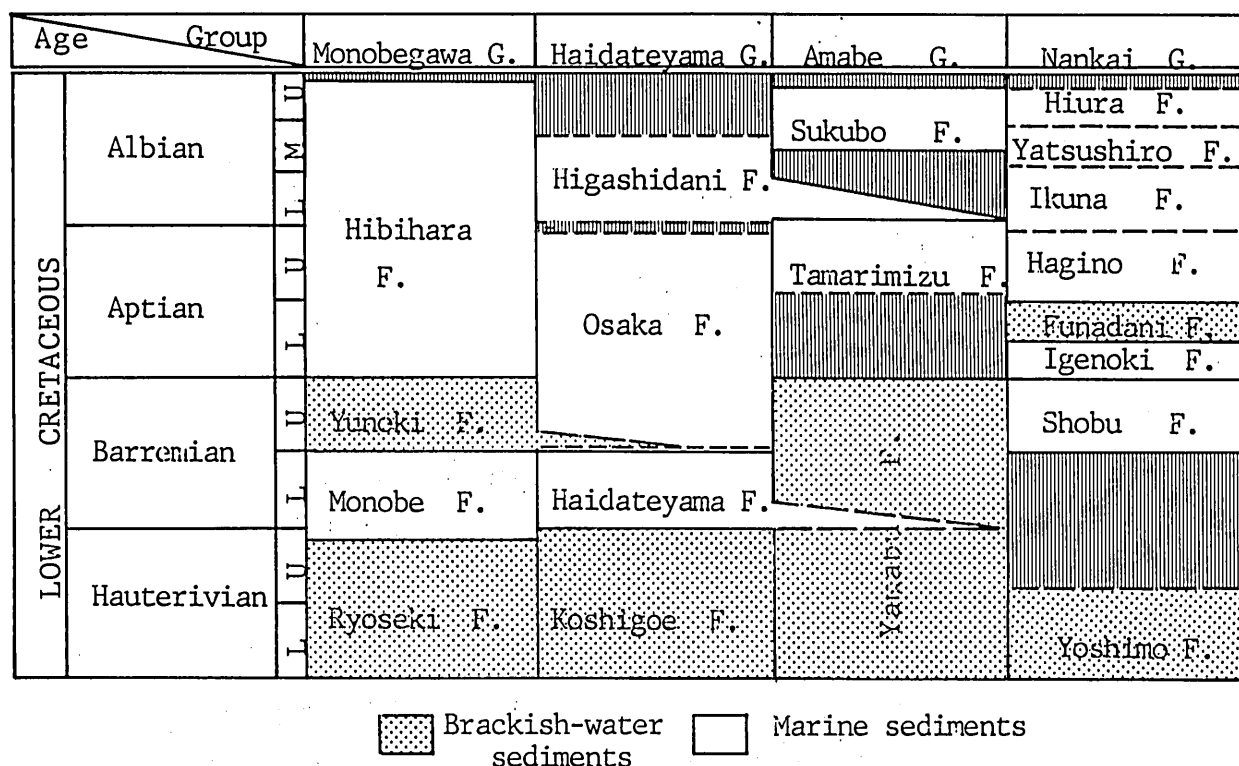 Age Group
Monobegawa G. Haidateyama G. Amabe G. Nankai G.
LOWER CRETACEOUS
Albian
U
M
L
Aptian
U
L
Barremian
U
L
Hauterivian
U
L
Hibihara
F.
Yunoki F.
Monobe F.
Ryoseki F.
Higashidani F.
Osaka F.
Haidateyama F.
Koshigoe F.
Sukubo F.
Tamarimizu F.
F.
Hiura F.
Yatsushiro F.
Ikuna F.
Hagino F.
Funadani F.
Igenoki F.
Shobu F.
Yoshimo F.
Brackish-water
sediments
Marine sediments